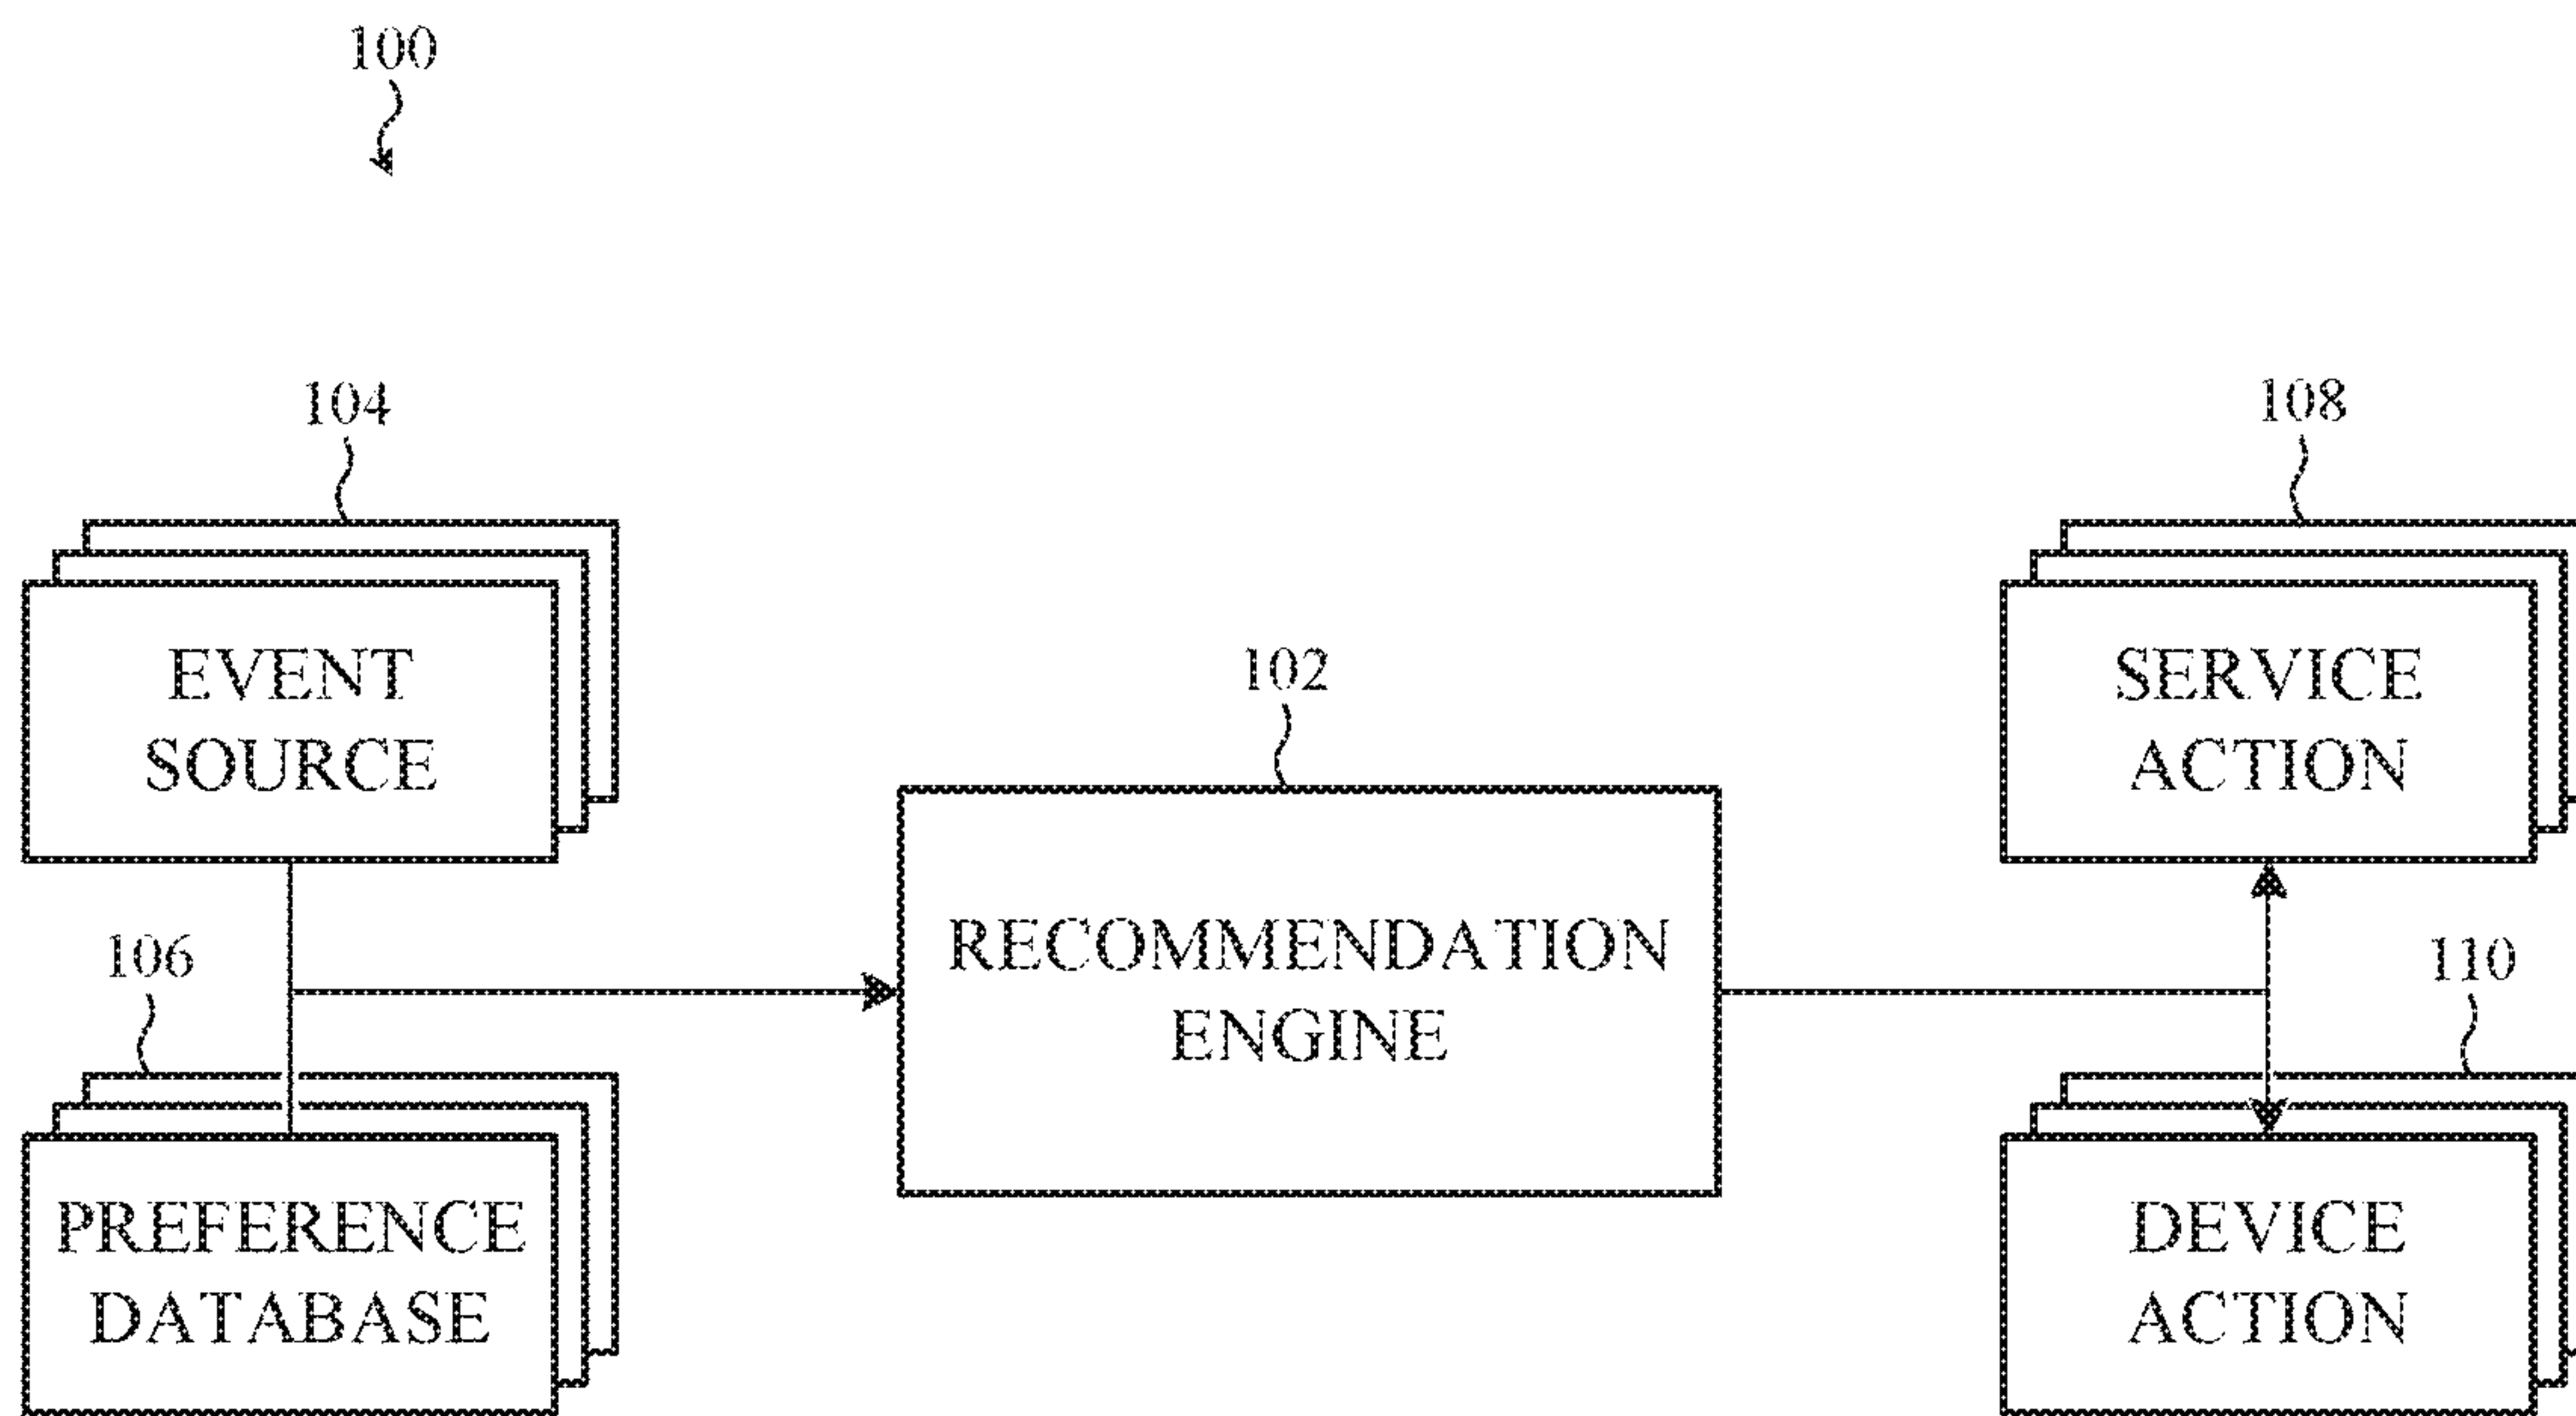 100
104
EVENT
SOURCE
106
PREFERENCE
DATABASE
102
RECOMMENDATION
ENGINE
108
SERVICE
ACTION
110
DEVICE
ACTION